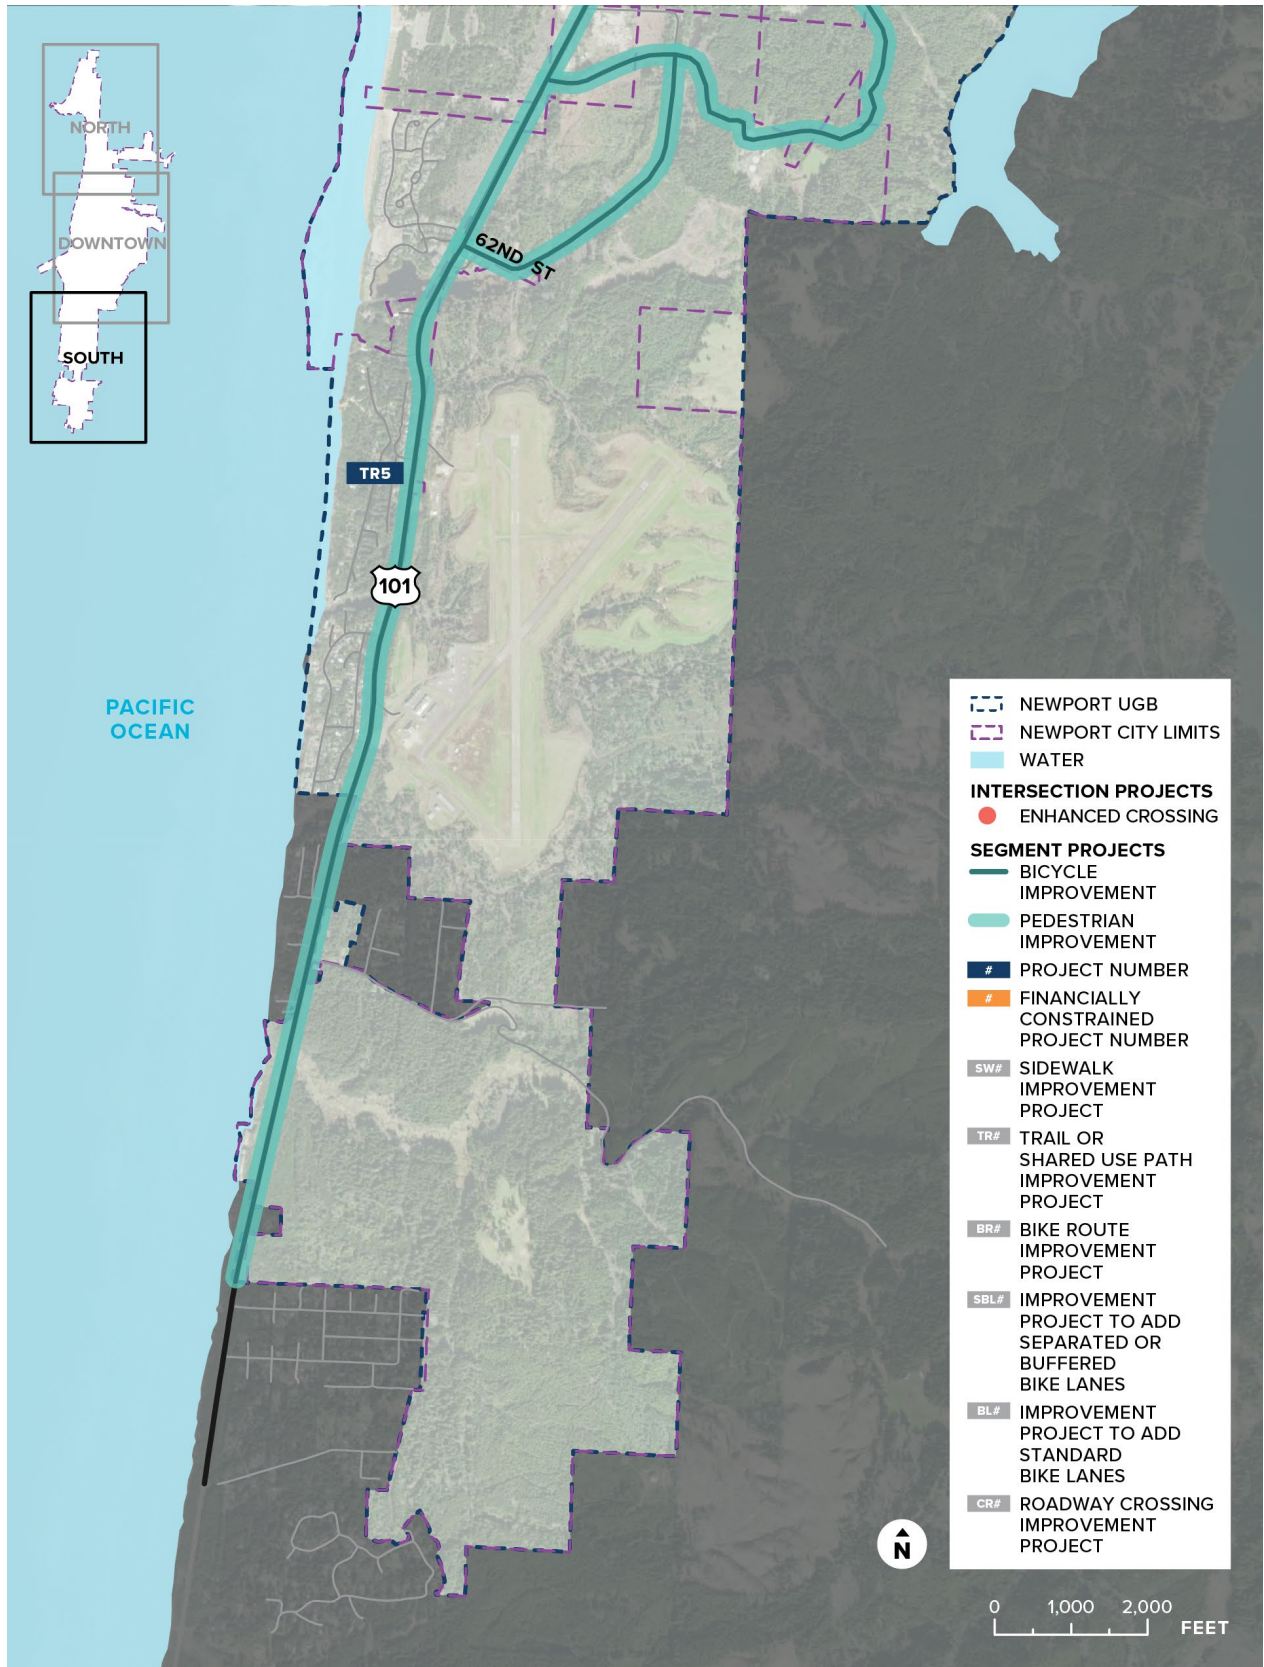 NORTH
DOWNTOWN
SOUTH
62ND ST
TR5
101
PACIFIC
OCEAN
NEWPORT UGB
NEWPORT CITY LIMITS
WATER
INTERSECTION PROJECTS
ENHANCED CROSSING
SEGMENT PROJECTS
BICYCLE
IMPROVEMENT
PEDESTRIAN
IMPROVEMENT
# PROJECT NUMBER
# FINANCIALLY
CONSTRAINED
PROJECT NUMBER
SW# SIDEWALK
IMPROVEMENT
PROJECT
TR# TRAIL OR
SHARED USE PATH
IMPROVEMENT
PROJECT
BR# BIKE ROUTE
IMPROVEMENT
PROJECT
SBL# IMPROVEMENT
PROJECT TO ADD
SEPARATED OR
BUFFERED
BIKE LANES
BL# IMPROVEMENT
PROJECT TO ADD
STANDARD
BIKE LANES
CR# ROADWAY CROSSING
IMPROVEMENT
PROJECT
N
0 1,000 2,000
FEET